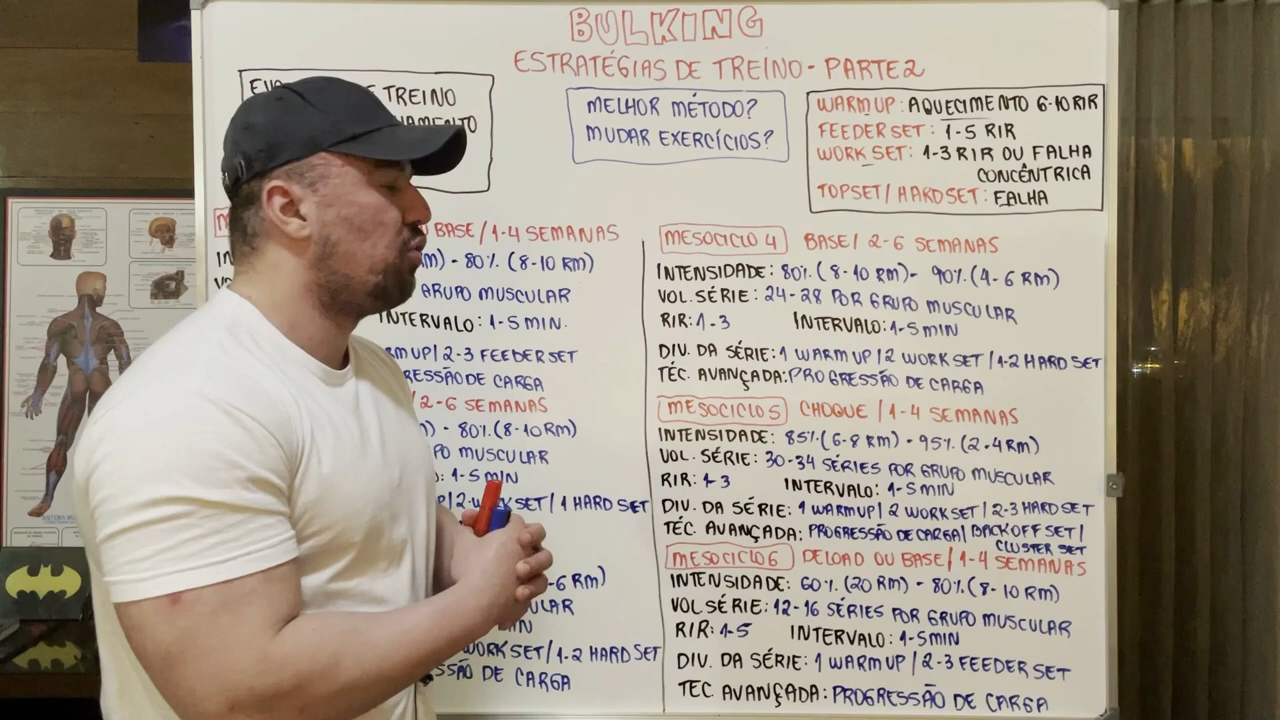 BULKING
ESTRATÉGIAS DE TREINO - PARTE 2
E TREINO
MELHOR MÉTODO?
MUDAR EXERCÍCIOS?
WARM UP: AQUECIMENTO 6-10 RIR
FEEDER SET: 1-5 RIR
WORK SET: 1-3 RIR OU FALHA
CONCÊNTRICA
TOPSET/HARDSET: FALHA
BASE/1-4 SEMANAS
- 80% (8-10 RM)
GRUPO MUSCULAR
INTERVALO: 1-5 MIN.
UP/ 2-3 FEEDER SET
DE CARGA
/ 2-6 SEMANAS
- 80% (8-10 RM)
MUSCULAR
: 1-5 MIN
/2 WORK SET / 1 HARD SET
-6 RM)
WORK SET/1-2 HARD SET
DE CARGA
MESOCICLO 4 BASE/ 2-6 SEMANAS
INTENSIDADE: 80% (8-10 RM) - 90% (4-6 RM)
VOL. SÉRIE: 24-28 POR GRUPO MUSCULAR
RIR: 1-3 INTERVALO: 1-5 MIN
DIV. DA SÉRIE: 1 WARM UP/ 2 WORK SET / 1-2 HARD SET
TÉC. AVANÇADA: PROGRESSÃO DE CARGA
MESOCICLO 5 CHOQUE / 1-4 SEMANAS
INTENSIDADE: 85% (6-8 RM) - 95% (2-4 RM)
VOL. SÉRIE: 30-34 SÉRIES POR GRUPO MUSCULAR
RIR: 1-3 INTERVALO: 1-5 MIN
DIV. DA SÉRIE: 1 WARM UP/ 2 WORK SET / 2-3 HARD SET
TÉC. AVANÇADA: PROGRESSÃO DE CARGA/ BACKOFF SET/
CLUSTER SET
MESOCICLO 6 DELOAD OU BASE/ 1-4 SEMANAS
INTENSIDADE: 60% (20 RM) - 80% (8-10 RM)
VOL SÉRIE: 12-16 SÉRIES POR GRUPO MUSCULAR
RIR: 1-5 INTERVALO: 1-5 MIN
DIV. DA SÉRIE: 1 WARM UP / 2-3 FEEDER SET
TEC. AVANÇADA: PROGRESSÃO DE CARGA